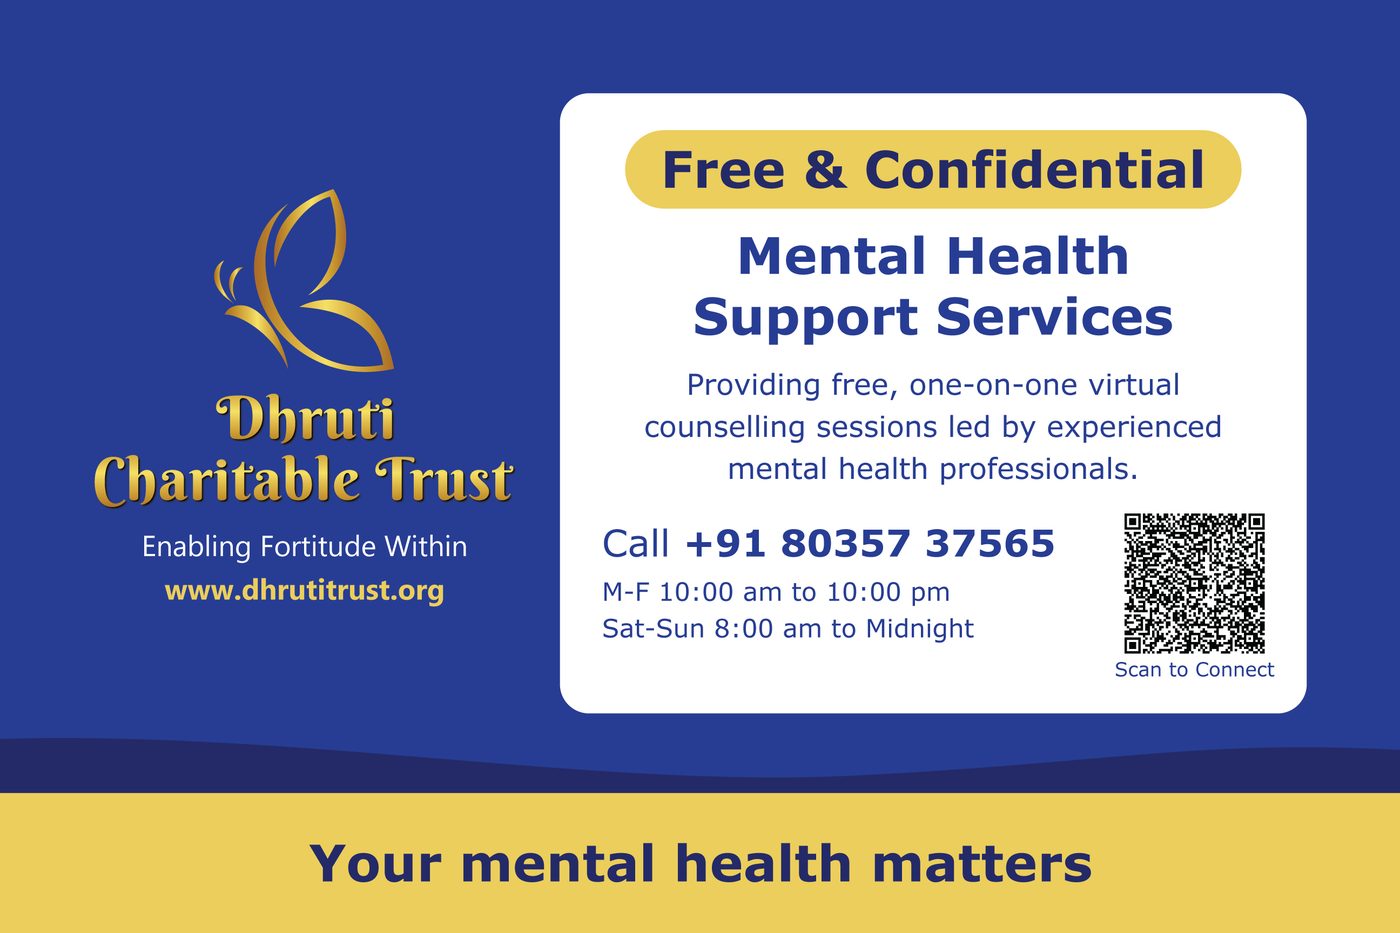 Dhruti
Charitable Trust
Enabling Fortitude Within
www.dhrutitrust.org
Free & Confidential
Mental Health
Support Services
Providing free, one-on-one virtual
counselling sessions led by experienced
mental health professionals.
Call +91 80357 37565
M-F 10:00 am to 10:00 pm
Sat-Sun 8:00 am to Midnight
Scan to Connect
Your mental health matters